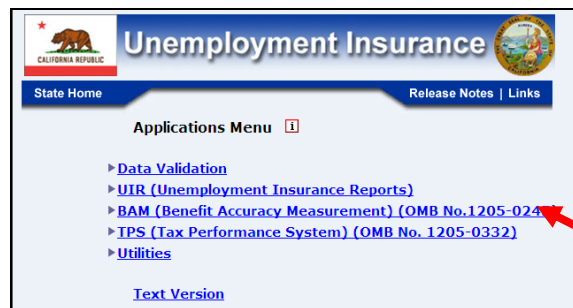 CALIFORNIA REPUBLIC
Unemployment Insurance
State Home
Release Notes | Links
Applications Menu i
Data Validation
UIR (Unemployment Insurance Reports)
BAM (Benefit Accuracy Measurement) (OMB No.1205-024
TPS (Tax Performance System) (OMB No. 1205-0332)
Utilities
Text Version